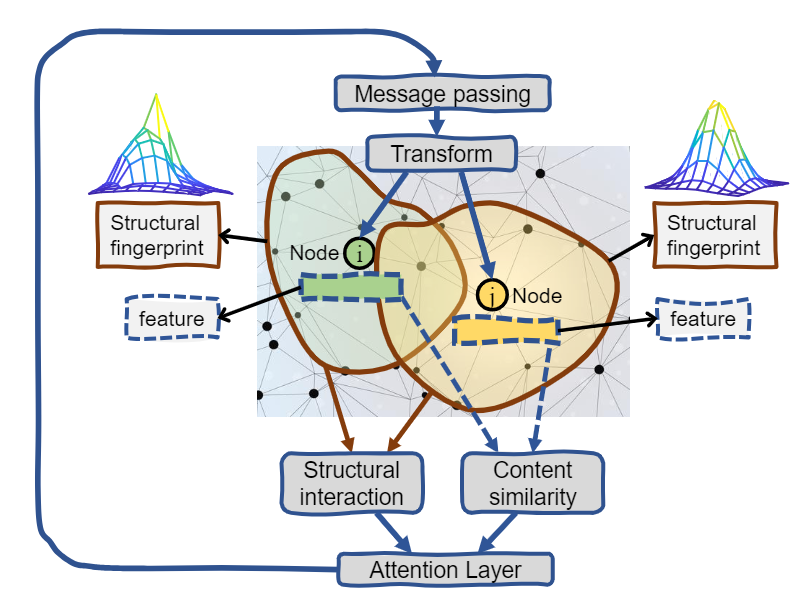 Message passing
Transform
Structural
fingerprint
Structural
fingerprint
Node i
j Node
feature
feature
Structural
interaction
Content
similarity
Attention Layer